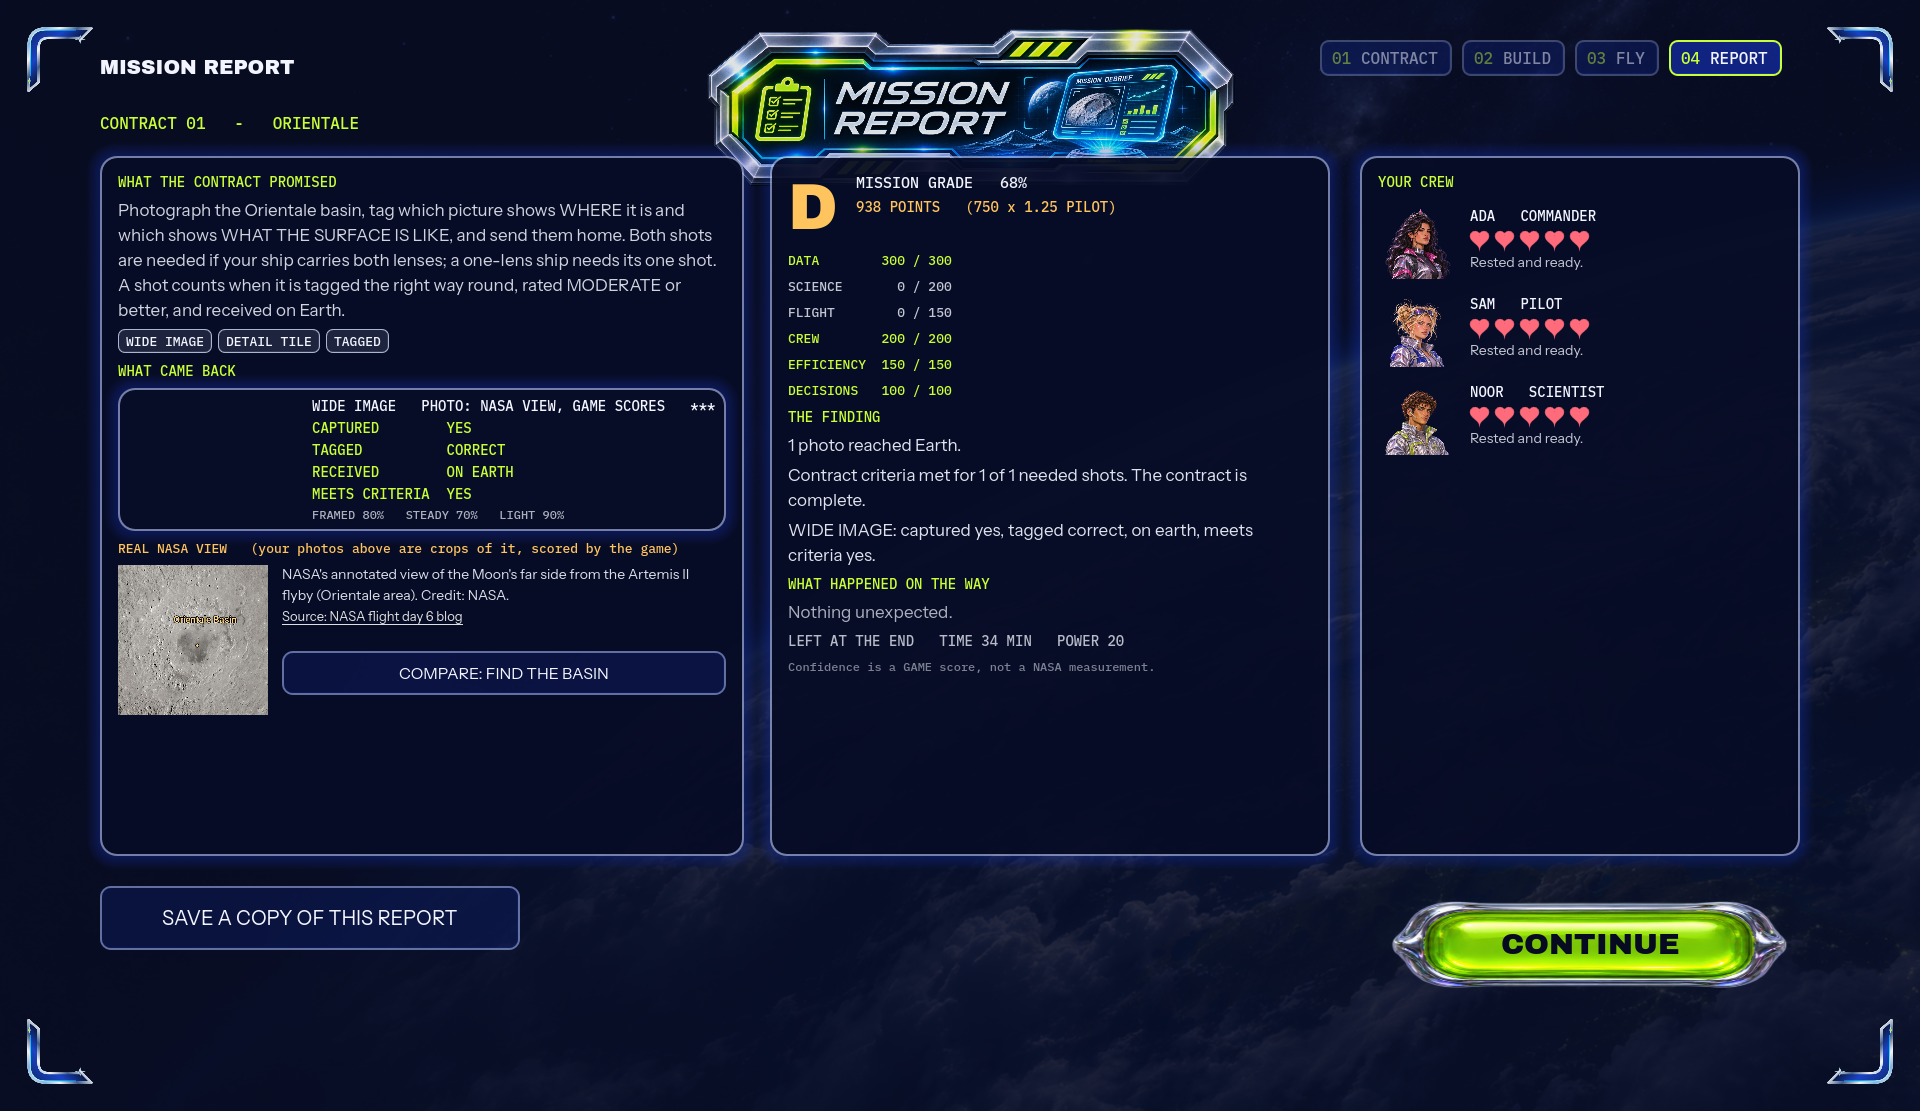 MISSION REPORT
MISSION
REPORT
MISSION DEBRIEF
01 CONTRACT
02 BUILD
03 FLY
04 REPORT
CONTRACT 01 - ORIENTALE
WHAT THE CONTRACT PROMISED
Photograph the Orientale basin, tag which picture shows WHERE it is and
which shows WHAT THE SURFACE IS LIKE, and send them home. Both shots
are needed if your ship carries both lenses; a one-lens ship needs its one shot.
A shot counts when it is tagged the right way round, rated MODERATE or
better, and received on Earth.
WIDE IMAGE
DETAIL TILE
TAGGED
WHAT CAME BACK
WIDE IMAGE PHOTO: NASA VIEW, GAME SCORES ***
CAPTURED YES
TAGGED CORRECT
RECEIVED ON EARTH
MEETS CRITERIA YES
FRAMED 80% STEADY 70% LIGHT 90%
REAL NASA VIEW (your photos above are crops of it, scored by the game)
Orientale Basin
NASA's annotated view of the Moon's far side from the Artemis II
flyby (Orientale area). Credit: NASA.
Source: NASA flight day 6 blog
COMPARE: FIND THE BASIN
D
MISSION GRADE 68%
938 POINTS (750 x 1.25 PILOT)
DATA 300 / 300
SCIENCE 0 / 200
FLIGHT 0 / 150
CREW 200 / 200
EFFICIENCY 150 / 150
DECISIONS 100 / 100
THE FINDING
1 photo reached Earth.
Contract criteria met for 1 of 1 needed shots. The contract is
complete.
WIDE IMAGE: captured yes, tagged correct, on earth, meets
criteria yes.
WHAT HAPPENED ON THE WAY
Nothing unexpected.
LEFT AT THE END TIME 34 MIN POWER 20
Confidence is a GAME score, not a NASA measurement.
YOUR CREW
ADA COMMANDER
Rested and ready.
SAM PILOT
Rested and ready.
NOOR SCIENTIST
Rested and ready.
SAVE A COPY OF THIS REPORT
CONTINUE